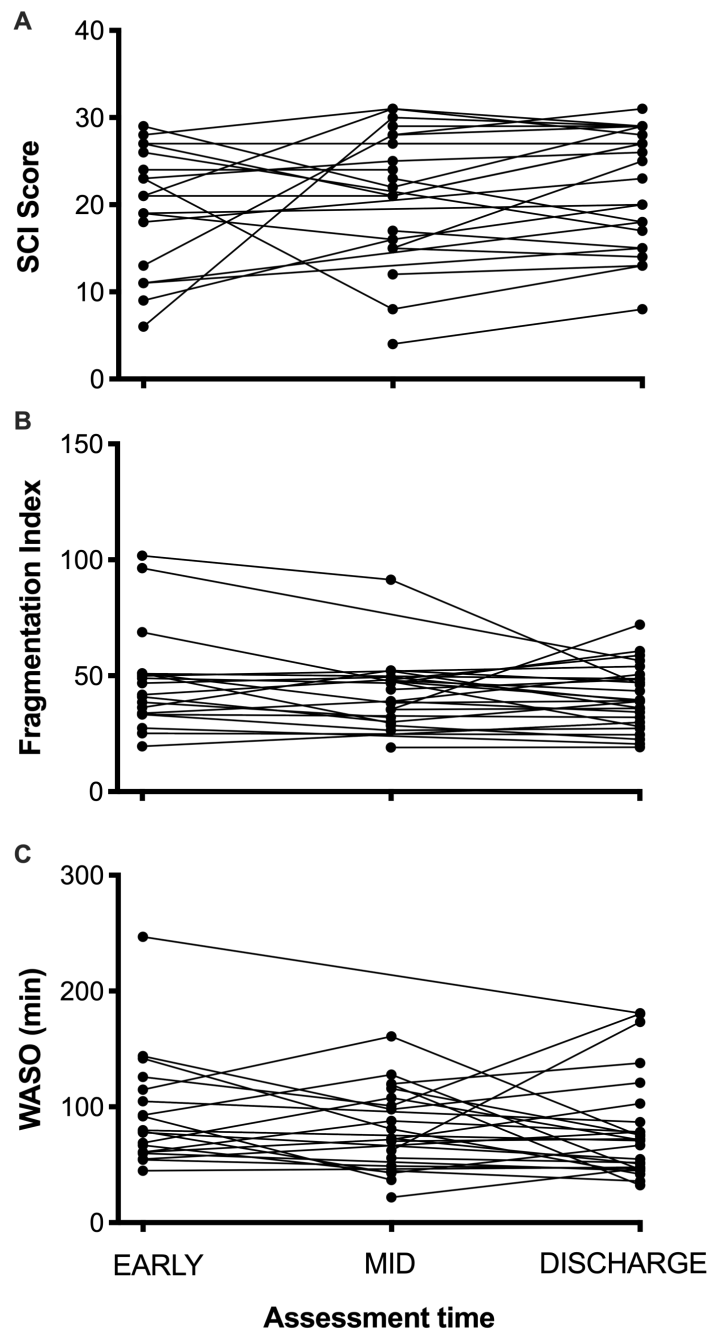 A
SCI Score
40
30
20
10
0
B
Fragmentation Index
150
100
50
0
C
WASO (min)
300
200
100
0
EARLY MID DISCHARGE
Assessment time